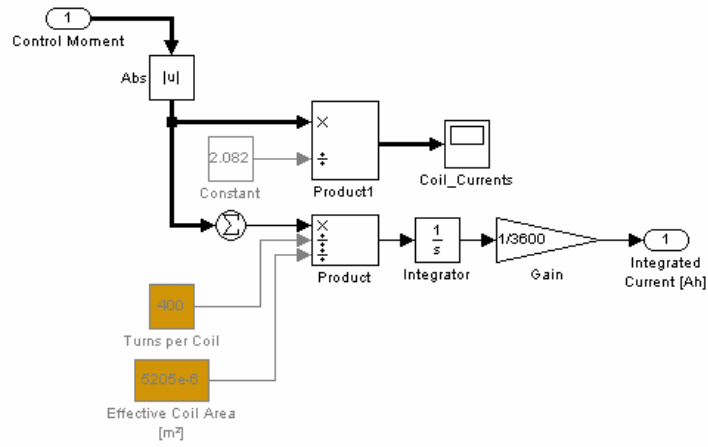 1
Control Moment
Abs
|u|
×
÷
2.082
Constant
Product1
Coil_Currents
Σ
×
÷
÷
Product
1
s
Integrator
1/3600
Gain
1
Integrated
Current [Ah]
400
Turns per Coil
5205e-6
Effective Coil Area
[m²]